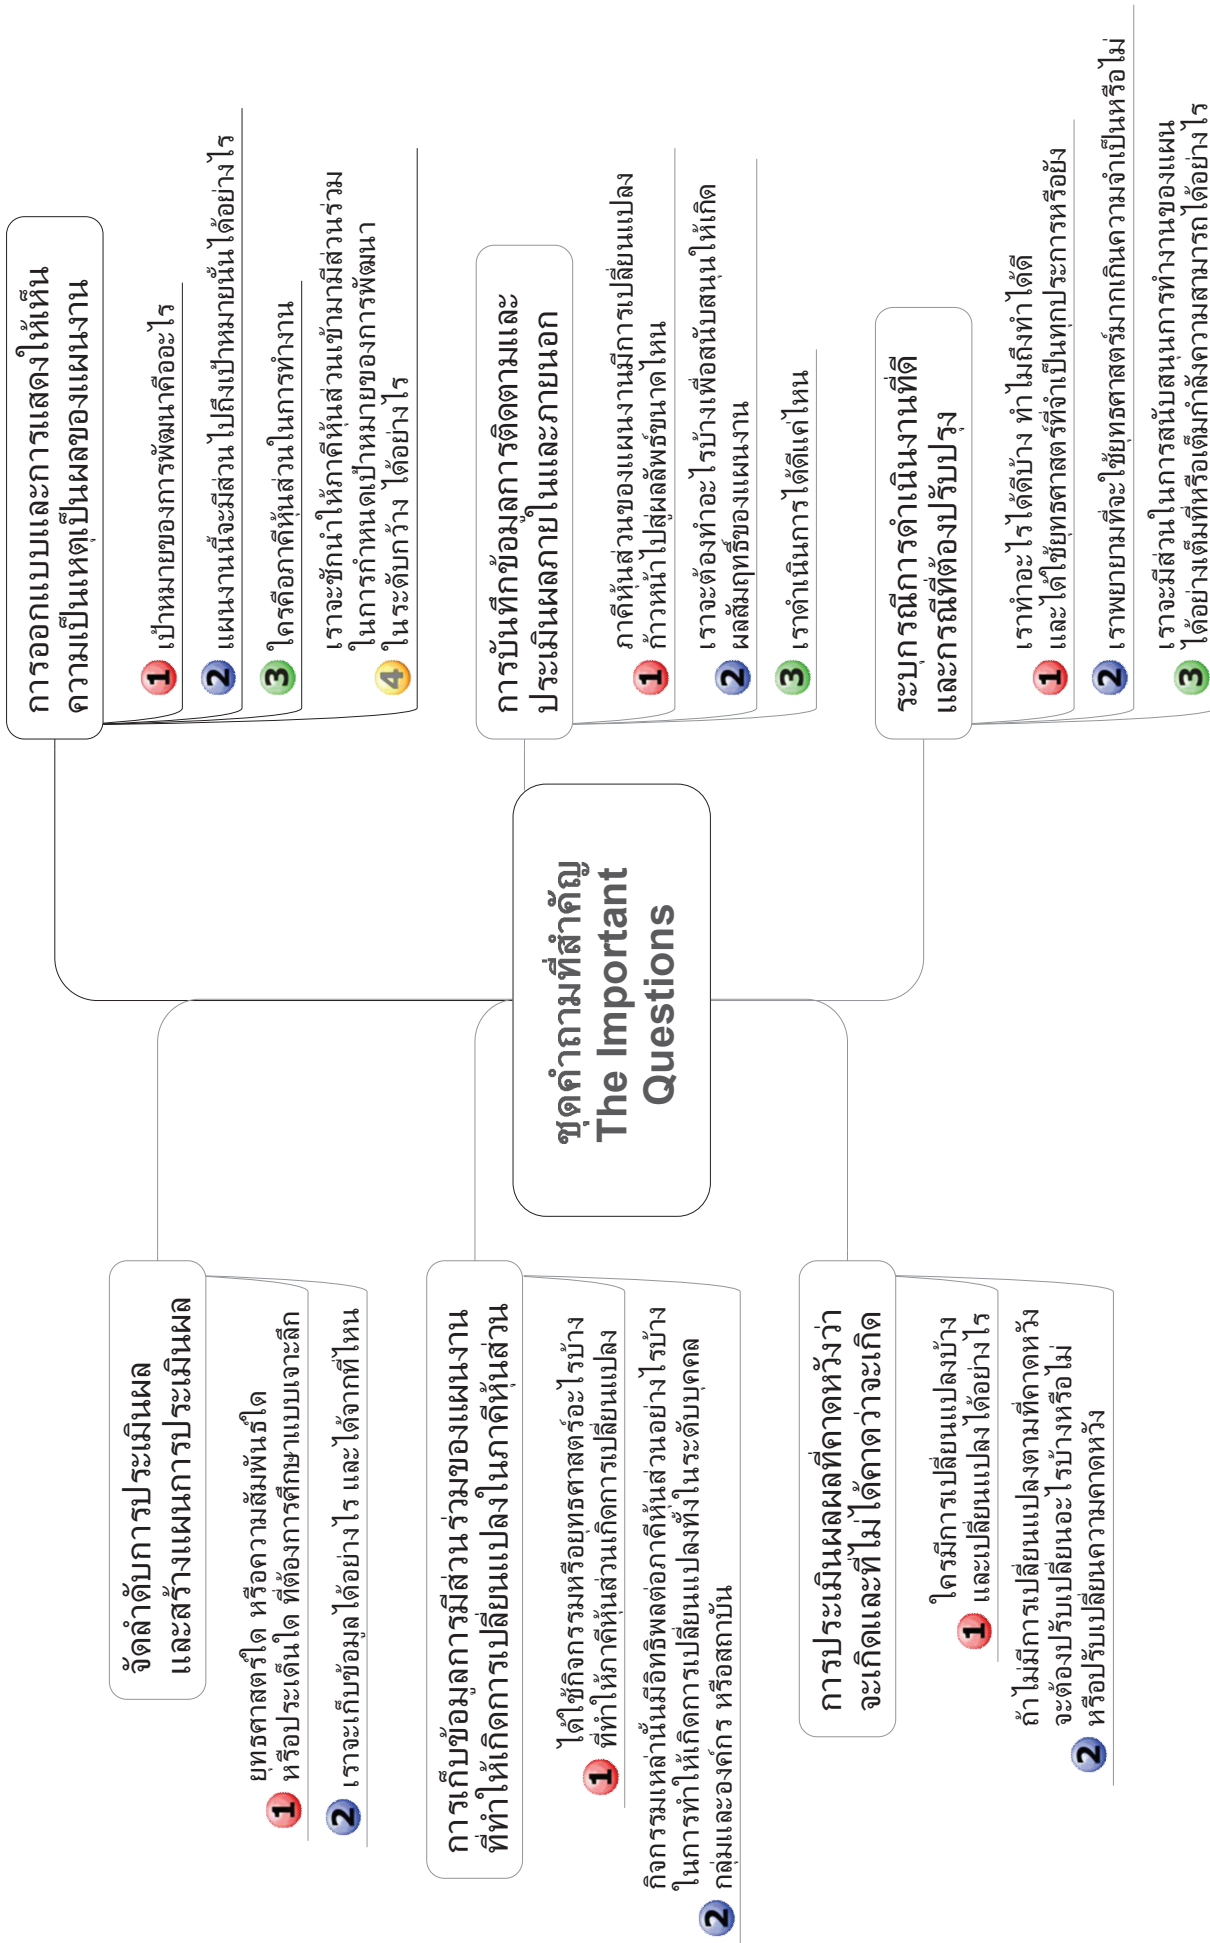 ชุดคำถามที่สำคัญ
The Important
Questions
การออกแบบและการแสดงให้เห็น
ความเป็นเหตุเป็นผลของแผนงาน
1 เป้าหมายของการพัฒนาคืออะไร
2 แผนงานนี้จะมีส่วนไปถึงเป้าหมายนั้นได้อย่างไร
3 ใครคือภาคีหุ้นส่วนในการทำงาน
เราจะชักนำให้ภาคีหุ้นส่วนเข้ามามีส่วนร่วม
ในการกำหนดเป้าหมายของการพัฒนา
4 ในระดับกว้าง ได้อย่างไร
การบันทึกข้อมูลการติดตามและ
ประเมินผลภายในและภายนอก
ภาคีหุ้นส่วนของแผนงานมีการเปลี่ยนแปลง
1 ก้าวหน้าไปสู่ผลลัพธ์ขนาดไหน
เราจะต้องทำอะไรบ้างเพื่อสนับสนุนให้เกิด
2 ผลสัมฤทธิ์ของแผนงาน
3 เราดำเนินการได้ดีแค่ไหน
ระบุกรณีการดำเนินงานที่ดี
และกรณีที่ต้องปรับปรุง
เราทำอะไรได้ดีบ้าง ทำไมถึงทำได้ดี
1 และได้ใช้ยุทธศาสตร์ที่จำเป็นทุกประการหรือยัง
2 เราพยายามที่จะใช้ยุทธศาสตร์มากเกินความจำเป็นหรือไม่
เราจะมีส่วนในการสนับสนุนการทำงานของแผน
3 ได้อย่างเต็มที่หรือเต็มกำลังความสามารถได้อย่างไร
จัดลำดับการประเมินผล
และสร้างแผนการประเมินผล
ยุทธศาสตร์ใด หรือความสัมพันธ์ใด
1 หรือประเด็นใด ที่ต้องการศึกษาแบบเจาะลึก
2 เราจะเก็บข้อมูลได้อย่างไร และได้จากที่ไหน
การเก็บข้อมูลการมีส่วนร่วมของแผนงาน
ที่ทำให้เกิดการเปลี่ยนแปลงในภาคีหุ้นส่วน
ได้ใช้กิจกรรมหรือยุทธศาสตร์อะไรบ้าง
1 ที่ทำให้ภาคีหุ้นส่วนเกิดการเปลี่ยนแปลง
กิจกรรมเหล่านั้นมีอิทธิพลต่อภาคีหุ้นส่วนอย่างไรบ้าง
ในการทำให้เกิดการเปลี่ยนแปลงทั้งในระดับบุคคล
2 กลุ่มและองค์กร หรือสถาบัน
การประเมินผลผลที่คาดหวังว่า
จะเกิดและที่ไม่ได้คาดว่าจะเกิด
ใครมีการเปลี่ยนแปลงบ้าง
1 และเปลี่ยนแปลงได้อย่างไร
ถ้าไม่มีการเปลี่ยนแปลงตามที่คาดหวัง
จะต้องปรับเปลี่ยนอะไรบ้างหรือไม่
2 หรือปรับเปลี่ยนความคาดหวัง